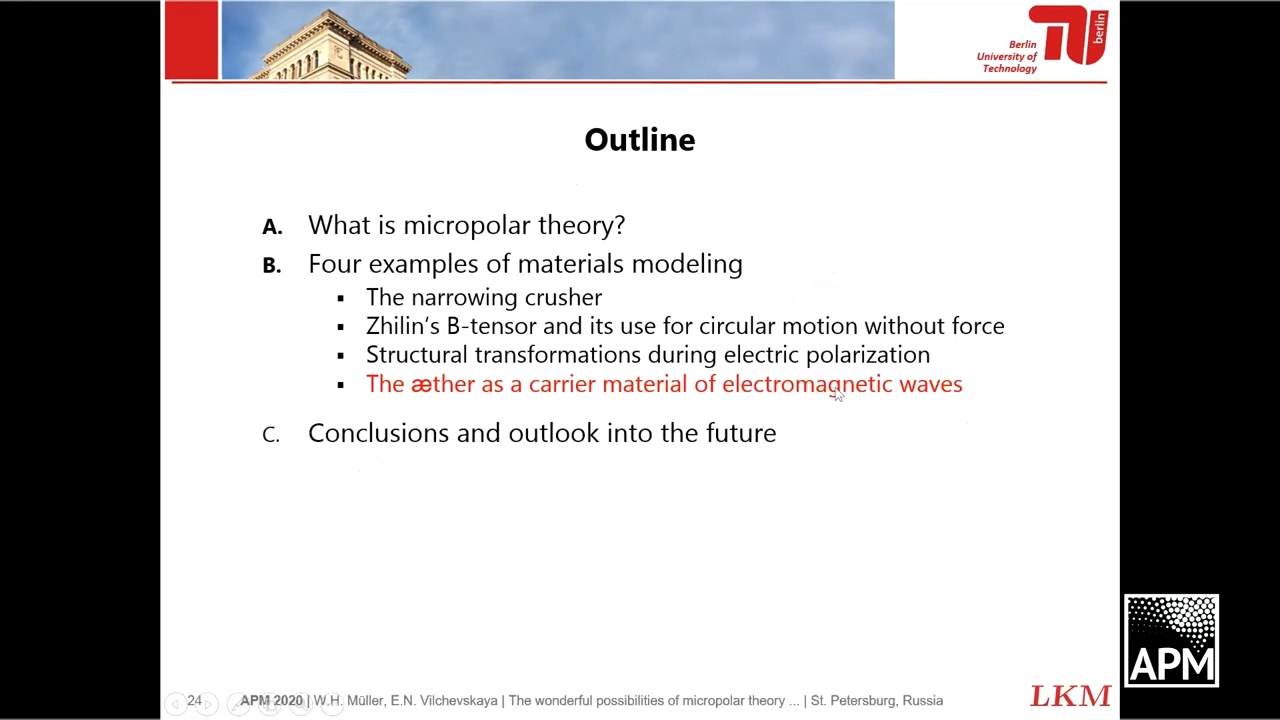 berlin
Berlin
University of
Technology
Outline
A. What is micropolar theory?
B. Four examples of materials modeling
▪ The narrowing crusher
▪ Zhilin's B-tensor and its use for circular motion without force
▪ Structural transformations during electric polarization
▪ The æther as a carrier material of electromagnetic waves
C. Conclusions and outlook into the future
24 APM 2020 | W.H. Müller, E.N. Vilchevskaya | The wonderful possibilities of micropolar theory ... | St. Petersburg, Russia
LKM
APM